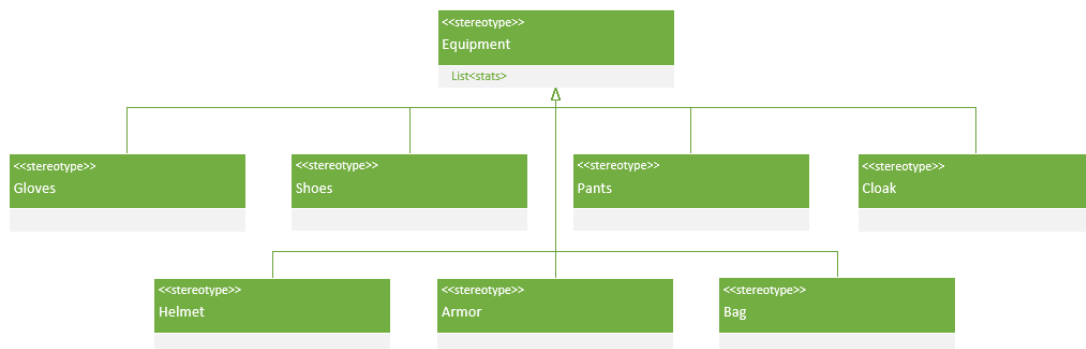 <<stereotype>>
Equipment
List<stats>
<<stereotype>>
Gloves
<<stereotype>>
Shoes
<<stereotype>>
Pants
<<stereotype>>
Cloak
<<stereotype>>
Helmet
<<stereotype>>
Armor
<<stereotype>>
Bag